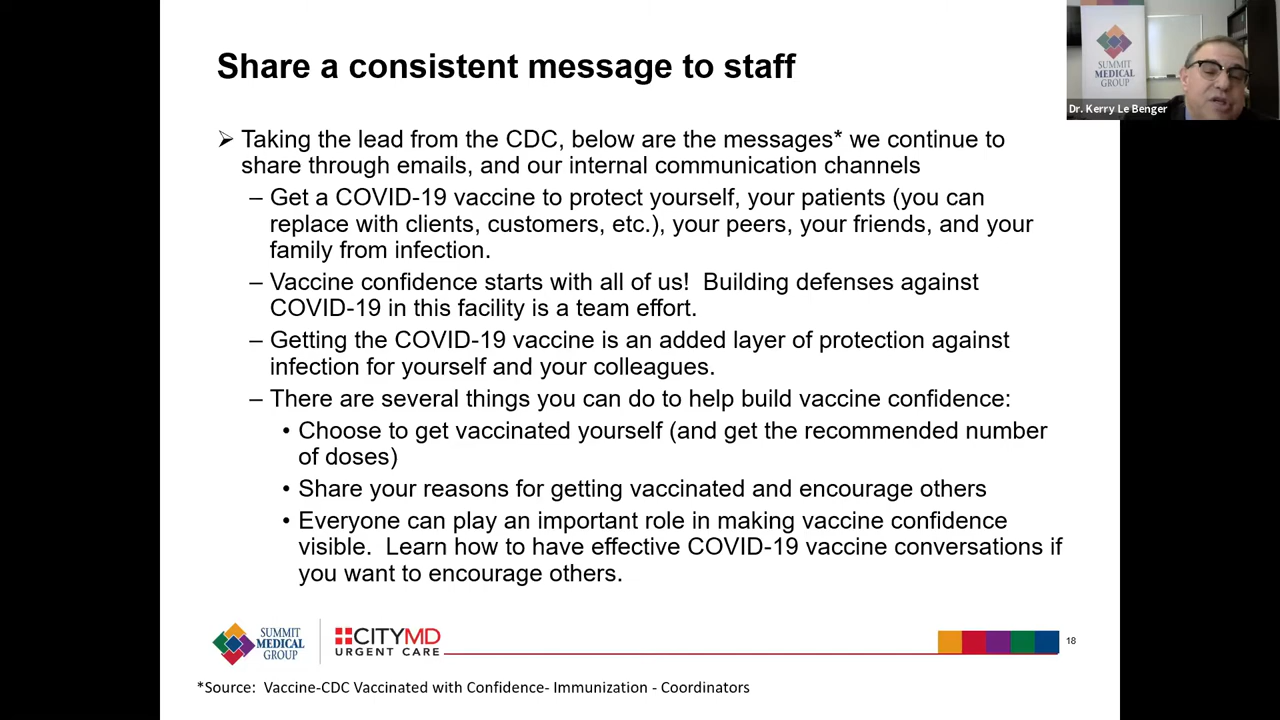 Share a consistent message to staff
SUMMIT
MEDICAL
GROUP
Dr. Kerry Le Benger
➢ Taking the lead from the CDC, below are the messages* we continue to
share through emails, and our internal communication channels
– Get a COVID-19 vaccine to protect yourself, your patients (you can
replace with clients, customers, etc.), your peers, your friends, and your
family from infection.
– Vaccine confidence starts with all of us!  Building defenses against
COVID-19 in this facility is a team effort.
– Getting the COVID-19 vaccine is an added layer of protection against
infection for yourself and your colleagues.
– There are several things you can do to help build vaccine confidence:
• Choose to get vaccinated yourself (and get the recommended number
of doses)
• Share your reasons for getting vaccinated and encourage others
• Everyone can play an important role in making vaccine confidence
visible.  Learn how to have effective COVID-19 vaccine conversations if
you want to encourage others.
SUMMIT
MEDICAL
GROUP
CITYMD
URGENT CARE
18
*Source:  Vaccine-CDC Vaccinated with Confidence- Immunization - Coordinators